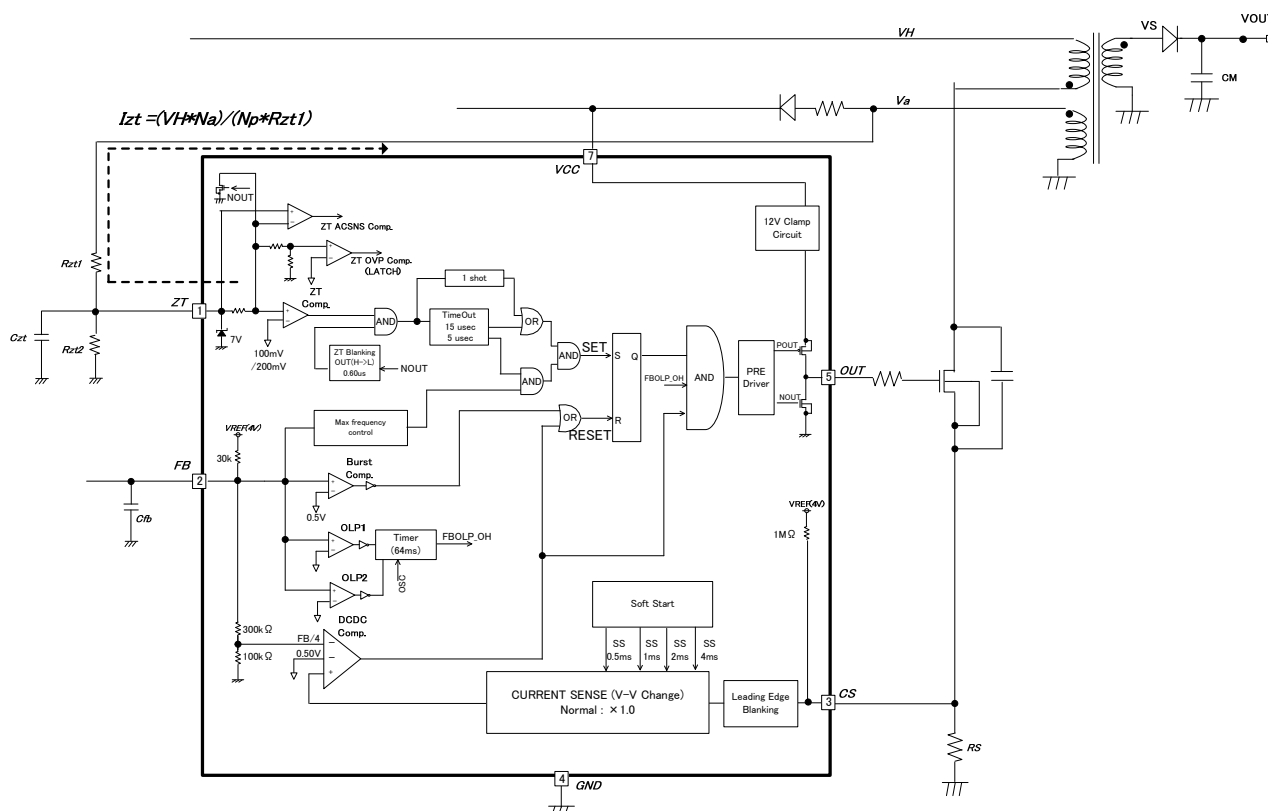 VS
VOUT
VH
CM
Va
Izt =(VH*Na)/(Np*Rzt1)
7
VCC
NOUT
ZT ACSNS Comp.
12V Clamp
Circuit
ZT OVP Comp.
(LATCH)
Rzt1
ZT
Comp.
1 shot
ZT
1
AND
TimeOut
15 usec
5 usec
OR
Czt
Rzt2
7V
100mV
/200mV
ZT Blanking
OUT(H->L)
0.60us
NOUT
AND
SET
S
Q
POUT
5
OUT
AND
FBOLP_OH
AND
PRE
Driver
NOUT
Max frequency
control
OR
R
RESET
VREF(4V)
30k
FB
2
Burst
Comp.
Cfb
0.5V
VREF(4V)
1MΩ
OLP1
Timer
(64ms)
FBOLP_OH
OSC
OLP2
Soft Start
300kΩ
DCDC
Comp.
FB/4
0.50V
100kΩ
SS
0.5ms
SS
1ms
SS
2ms
SS
4ms
CURRENT SENSE (V-V Change)
Normal : ×1.0
Leading Edge
Blanking
3
CS
RS
4
GND